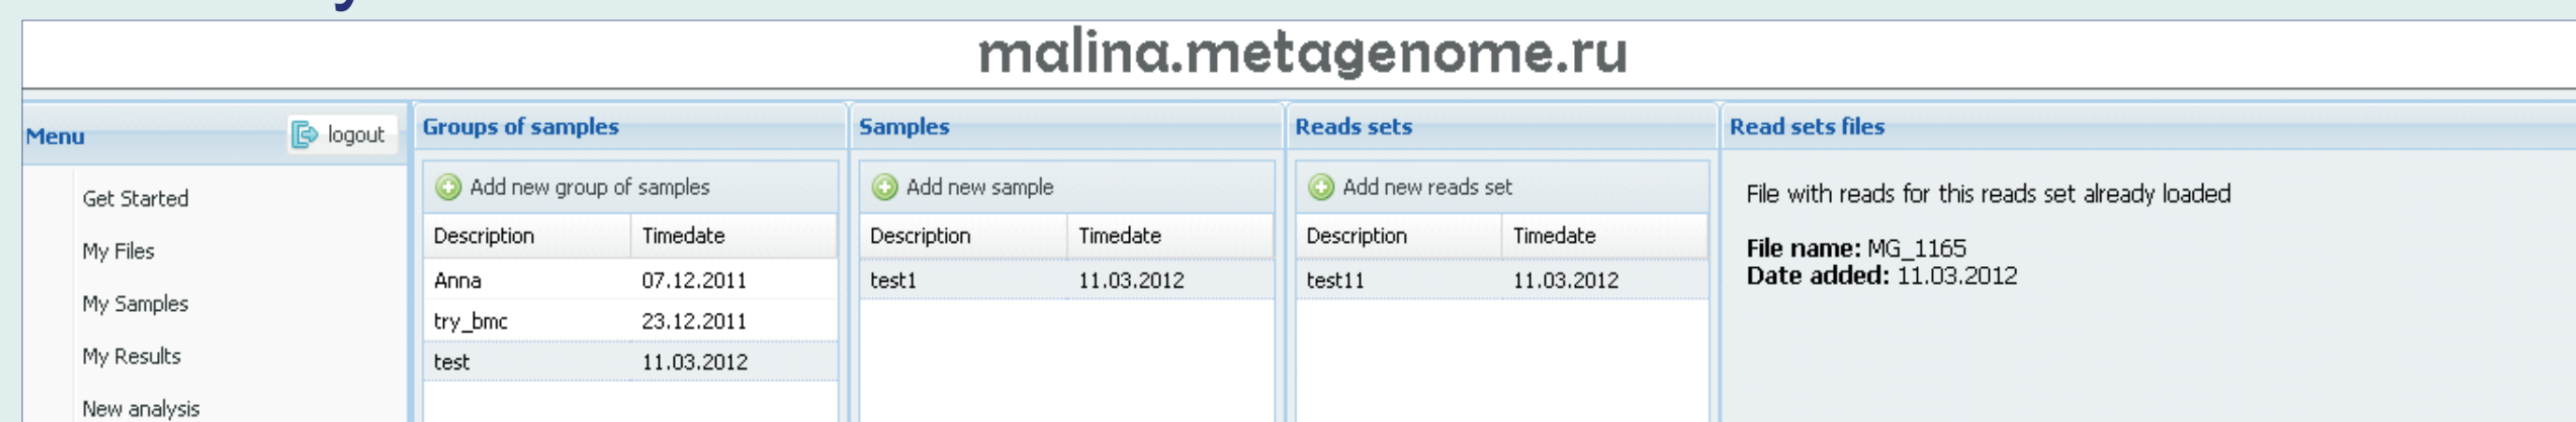 malina.metagenome.ru
Menu
logout
Get Started
My Files
My Samples
My Results
New analysis
Groups of samples
Add new group of samples
Description Timedate
Anna 07.12.2011
try_bmc 23.12.2011
test 11.03.2012
Samples
Add new sample
Description Timedate
test1 11.03.2012
Reads sets
Add new reads set
Description Timedate
test11 11.03.2012
Read sets files
File with reads for this reads set already loaded
File name: MG_1165
Date added: 11.03.2012